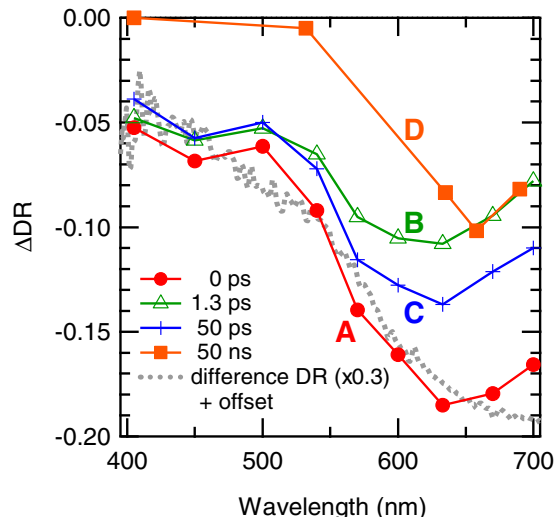 0.00
-0.05
-0.10
-0.15
-0.20
ΔDR
D
B
C
A
0 ps
1.3 ps
50 ps
50 ns
difference DR (x0.3)
+ offset
400
500
600
700
Wavelength (nm)